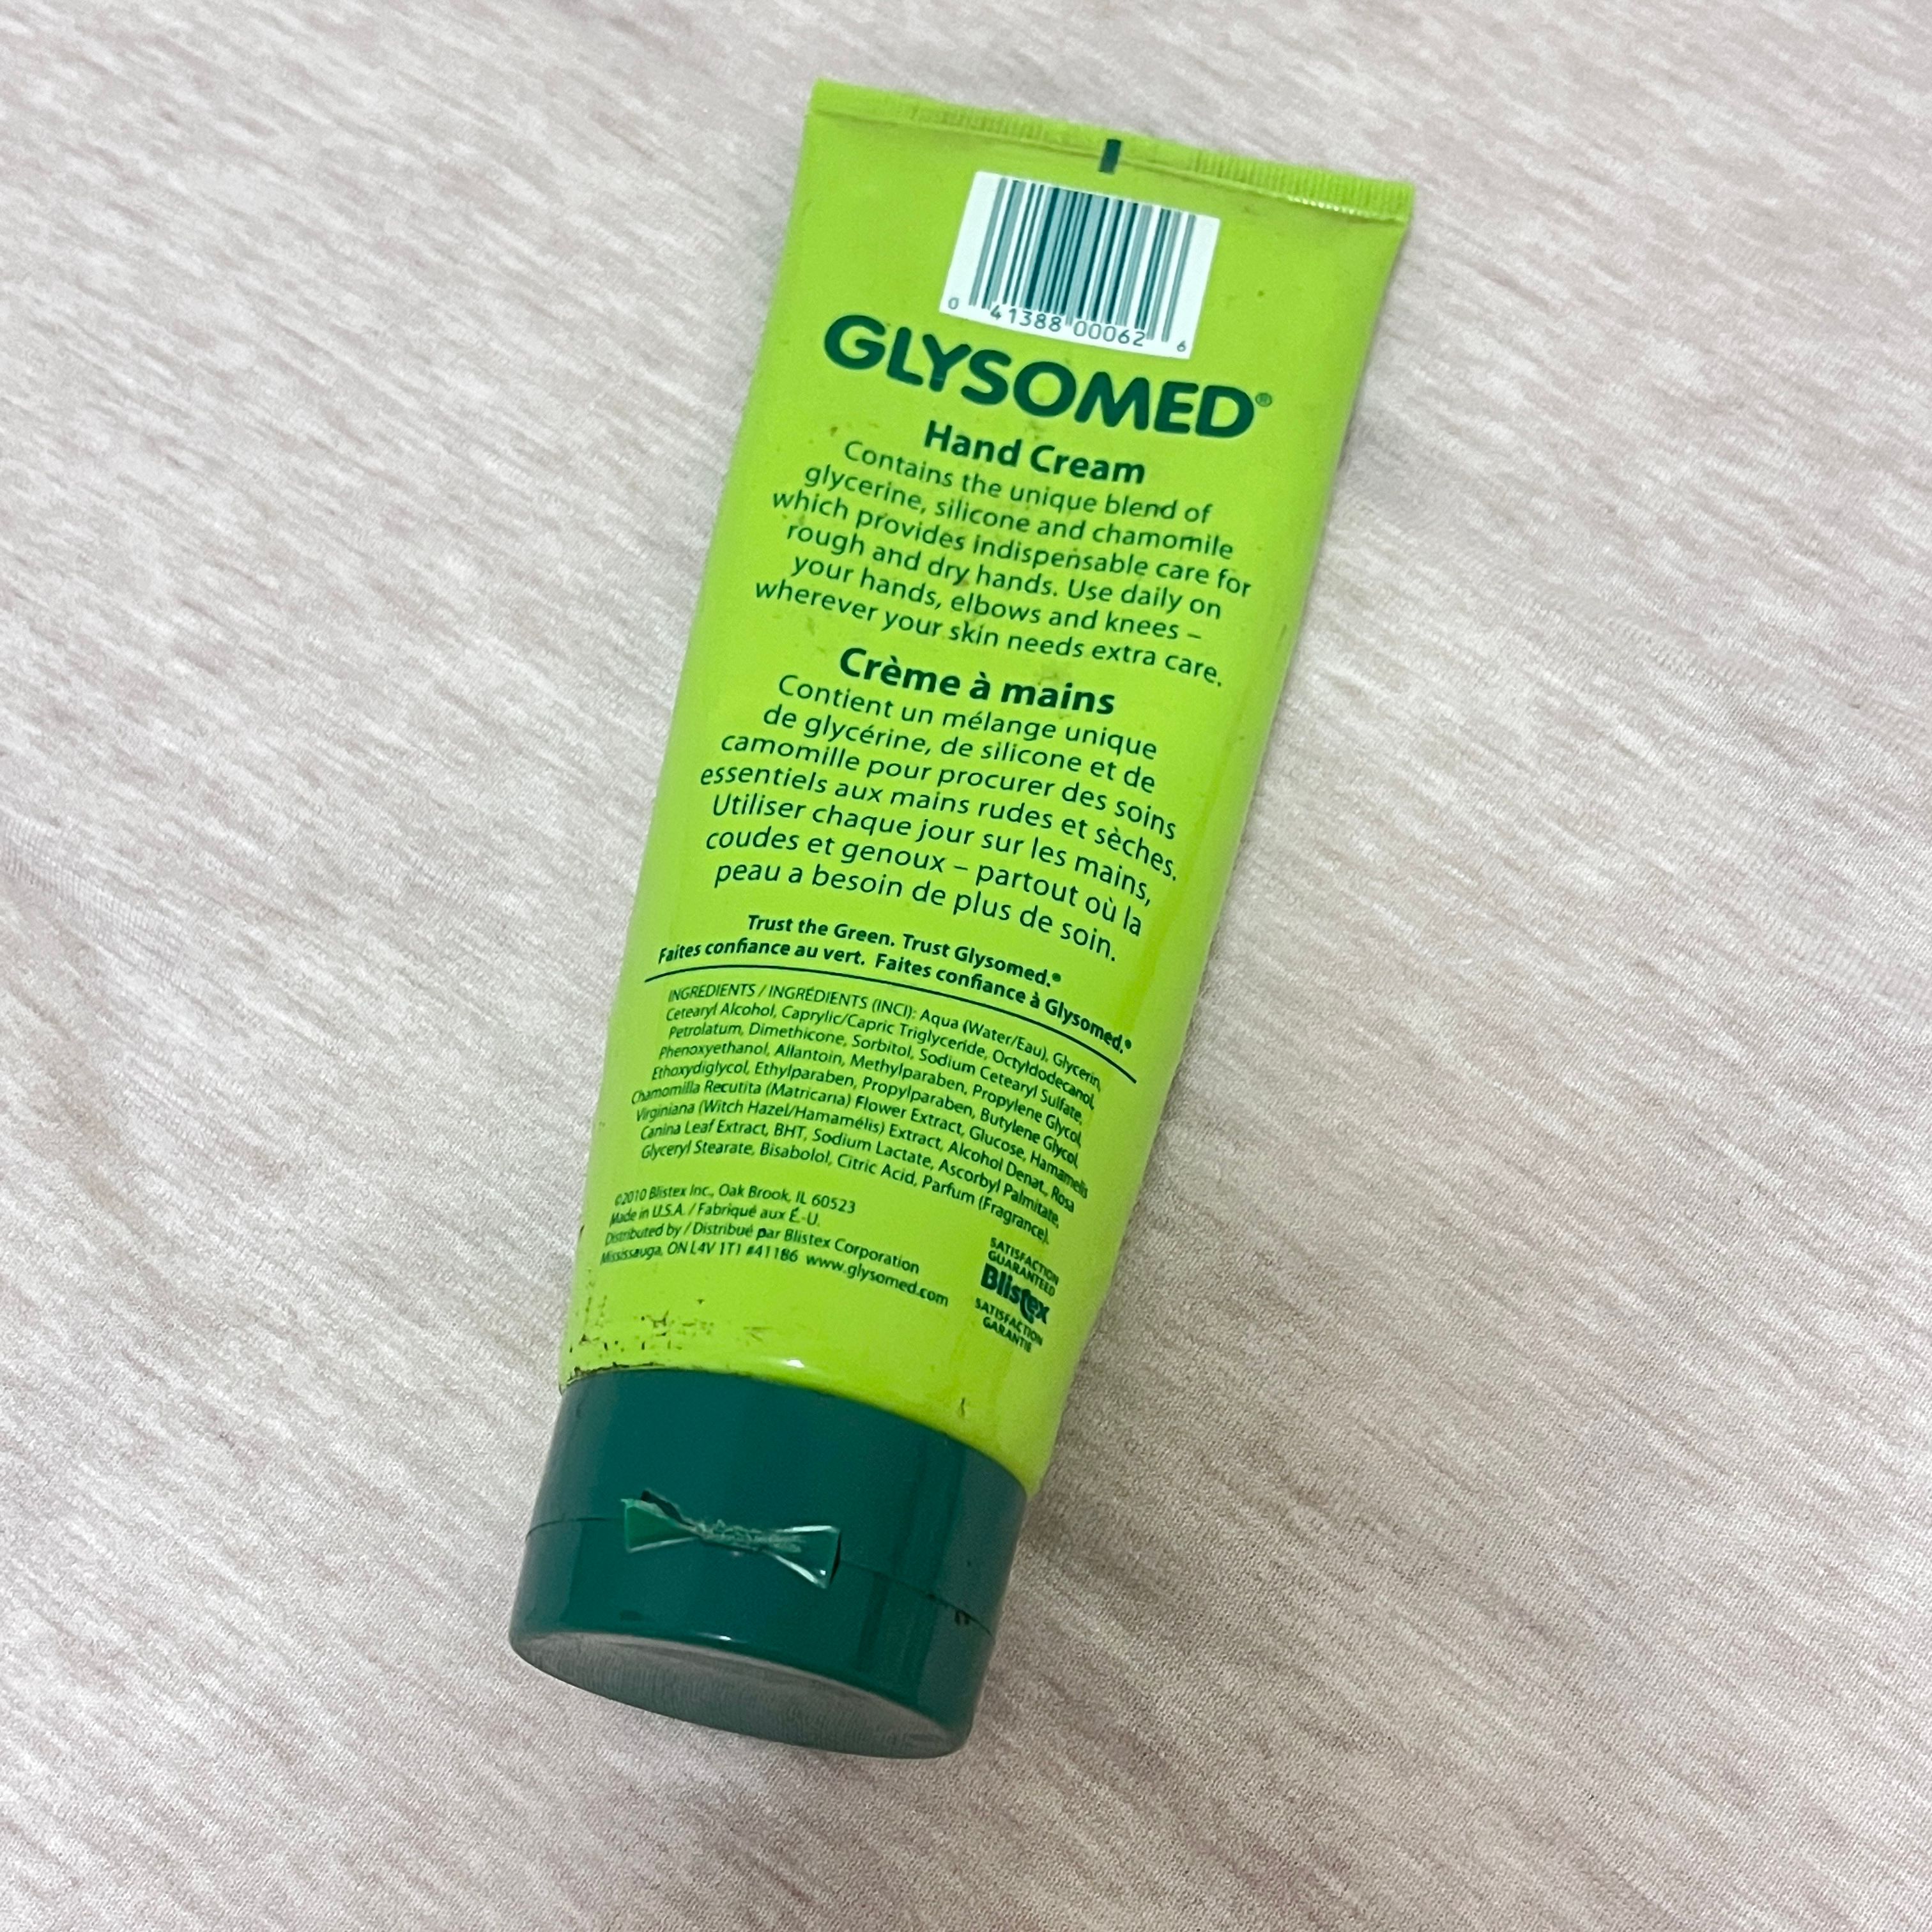 0 41388 00062 6
GLYSOMED®
Hand Cream
Contains the unique blend of
glycerine, silicone and chamomile
which provides indispensable care for
rough and dry hands. Use daily on
your hands, elbows and knees –
wherever your skin needs extra care.
Crème à mains
Contient un mélange unique
de glycérine, de silicone et de
camomille pour procurer des soins
essentiels aux mains rudes et sèches.
Utiliser chaque jour sur les mains,
coudes et genoux – partout où la
peau a besoin de plus de soin.
Trust the Green. Trust Glysomed.®
Faites confiance au vert. Faites confiance à Glysomed.®
INGREDIENTS / INGRÉDIENTS (INCI): Aqua (Water/Eau), Glycerin,
Cetearyl Alcohol, Caprylic/Capric Triglyceride, Octyldodecanol,
Petrolatum, Dimethicone, Sorbitol, Sodium Cetearyl Sulfate,
Phenoxyethanol, Allantoin, Methylparaben, Propylene Glycol,
Ethoxydiglycol, Ethylparaben, Propylparaben, Butylene Glycol,
Chamomilla Recutita (Matricaria) Flower Extract, Glucose, Hamamelis
Virginiana (Witch Hazel/Hamamélis) Extract, Alcohol Denat., Rosa
Canina Leaf Extract, BHT, Sodium Lactate, Ascorbyl Palmitate,
Glyceryl Stearate, Bisabolol, Citric Acid, Parfum (Fragrance).
©2010 Blistex Inc., Oak Brook, IL 60523
Made in U.S.A. / Fabriqué aux É.-U.
Distributed by / Distribué par Blistex Corporation
Mississauga, ON L4V 1T1 #41186 www.glysomed.com
SATISFACTION
GUARANTEED
Blistex
SATISFACTION
GARANTIE